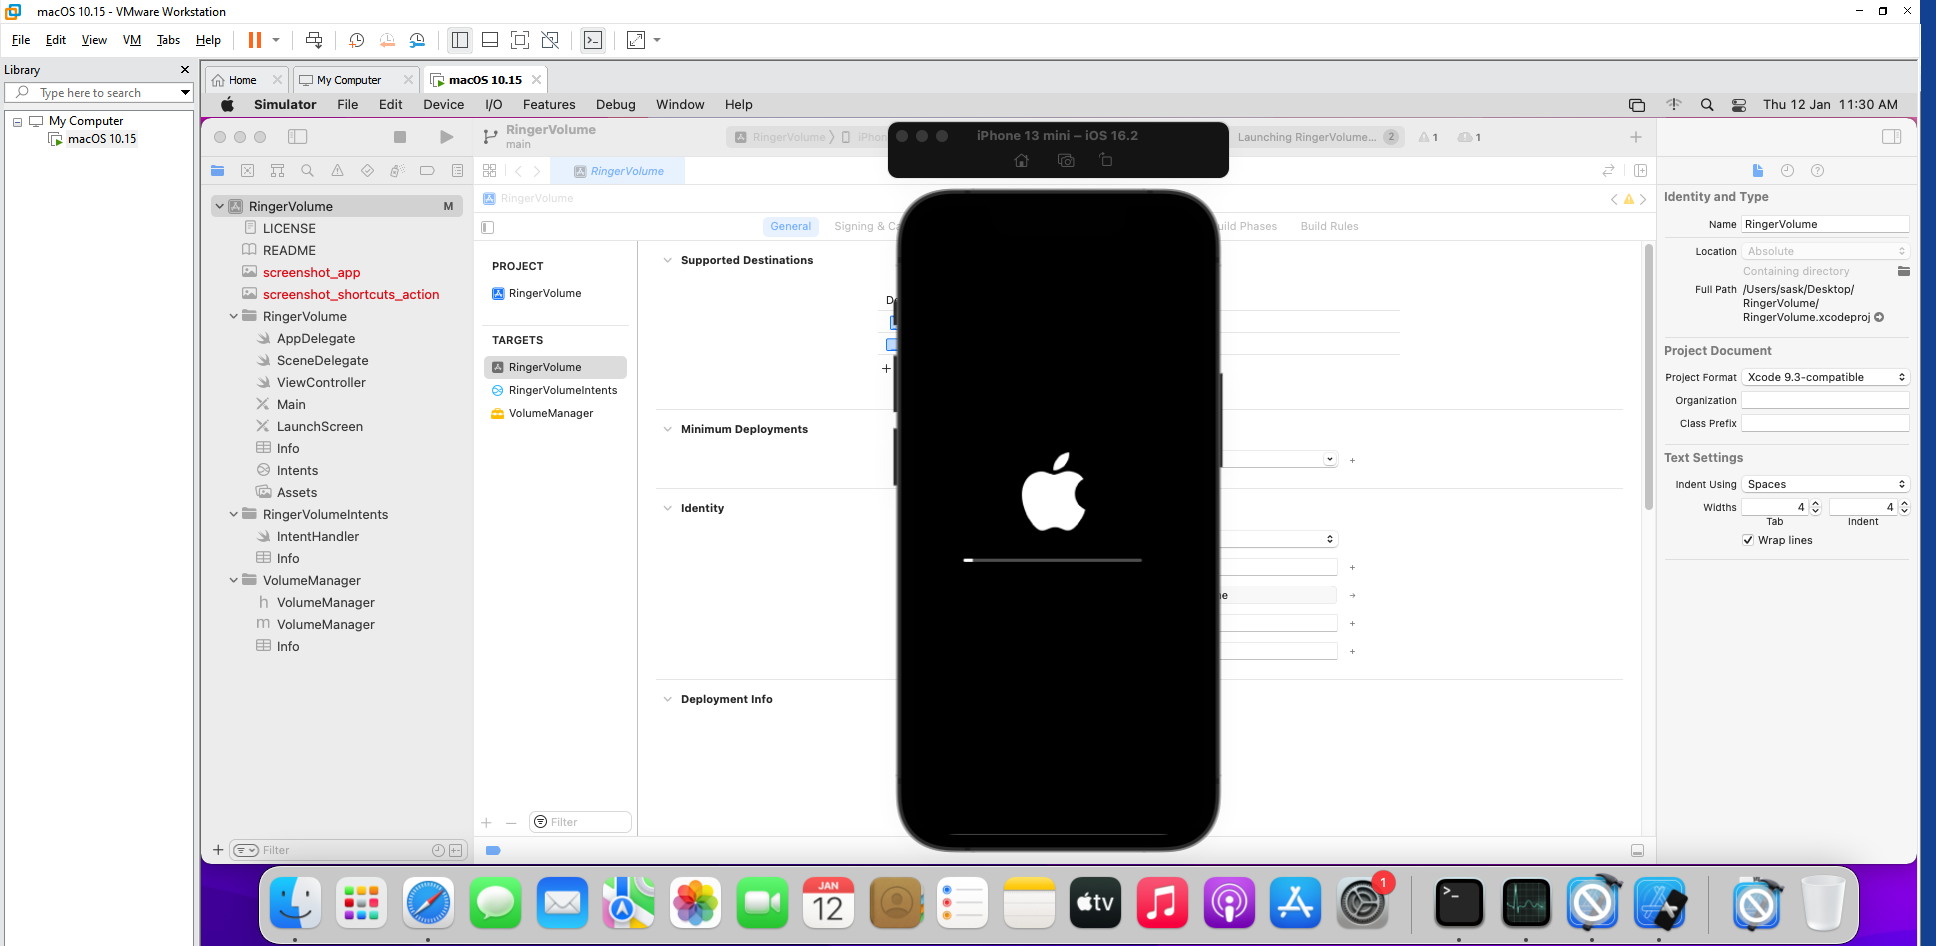 macOS 10.15 - VMware Workstation
File Edit View VM Tabs Help
Library
Type here to search
My Computer
macOS 10.15
Home
My Computer
macOS 10.15
Simulator File Edit Device I/O Features Debug Window Help
Thu 12 Jan 11:30 AM
RingerVolume
main
RingerVolume
iPhone 13 mini – iOS 16.2
Launching RingerVolume... 2
1
1
RingerVolume
RingerVolume
RingerVolume M
LICENSE
README
screenshot_app
screenshot_shortcuts_action
RingerVolume
AppDelegate
SceneDelegate
ViewController
Main
LaunchScreen
Info
Intents
Assets
RingerVolumeIntents
IntentHandler
Info
VolumeManager
h VolumeManager
m VolumeManager
Info
Filter
General
Build Rules
PROJECT
RingerVolume
TARGETS
RingerVolume
RingerVolumeIntents
VolumeManager
Filter
Supported Destinations
Minimum Deployments
Identity
Deployment Info
Identity and Type
Name RingerVolume
Location Absolute
Containing directory
Full Path /Users/sask/Desktop/
RingerVolume/
RingerVolume.xcodeproj
Project Document
Project Format Xcode 9.3-compatible
Organization
Class Prefix
Text Settings
Indent Using Spaces
Widths 4 4
Tab Indent
Wrap lines
JAN
12
tv
1